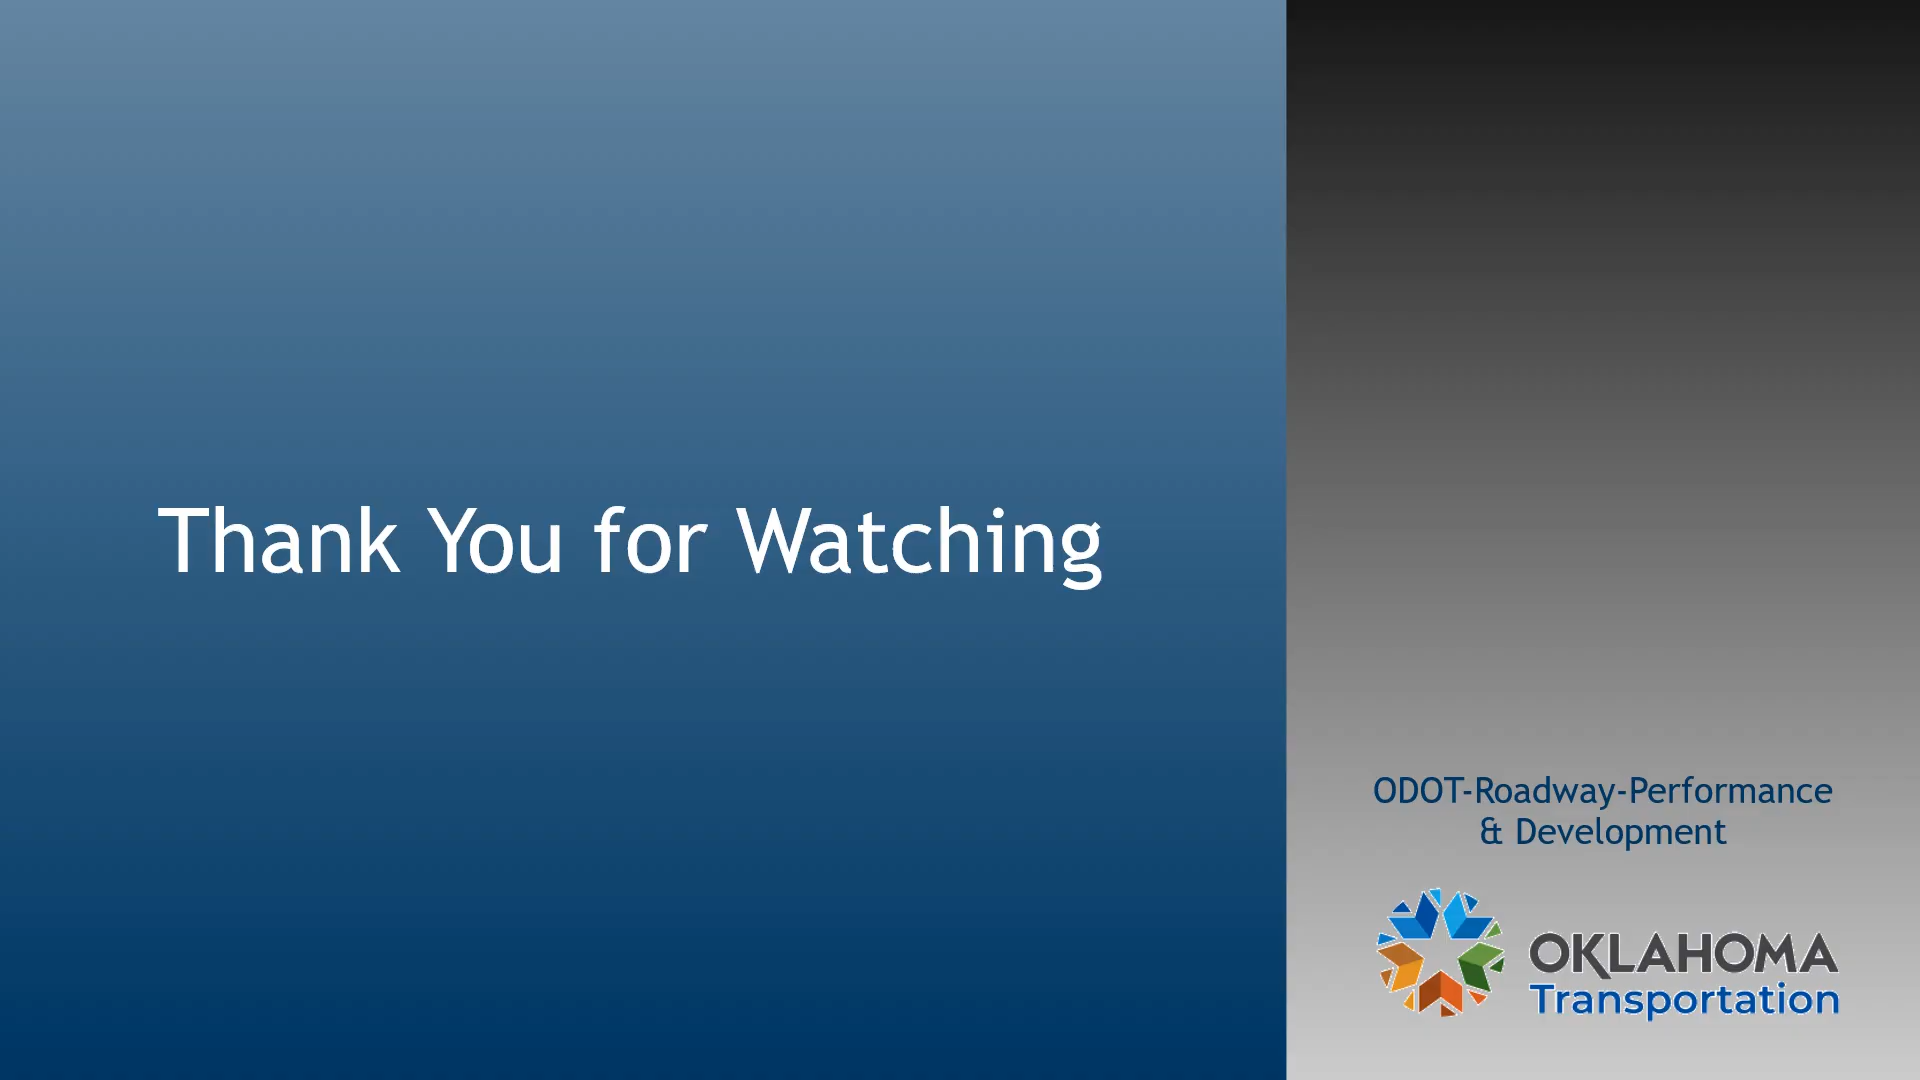 Thank You for Watching
ODOT-Roadway-Performance
& Development
OKLAHOMA
Transportation